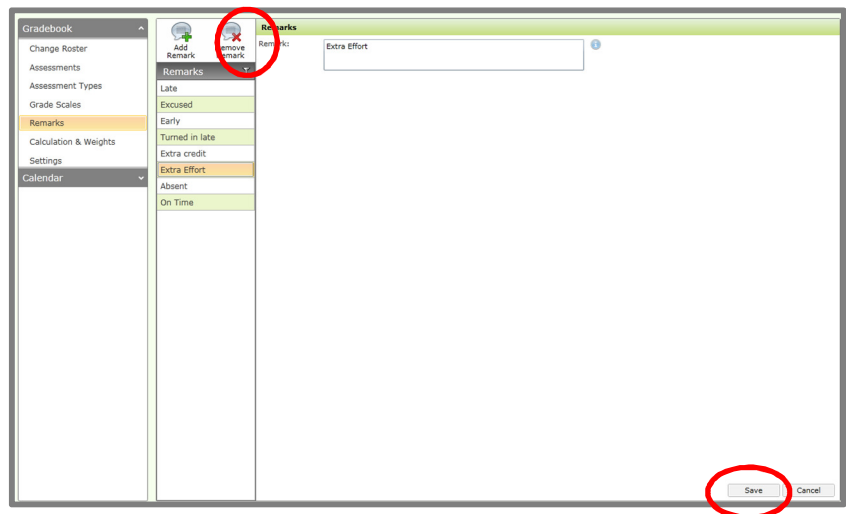 Gradebook
Change Roster
Assessments
Assessment Types
Grade Scales
Remarks
Calculation & Weights
Settings
Calendar
Add Remark
Remove Remark
Remarks
Late
Excused
Early
Turned in late
Extra credit
Extra Effort
Absent
On Time
Remarks
Remark:
Extra Effort
Save
Cancel